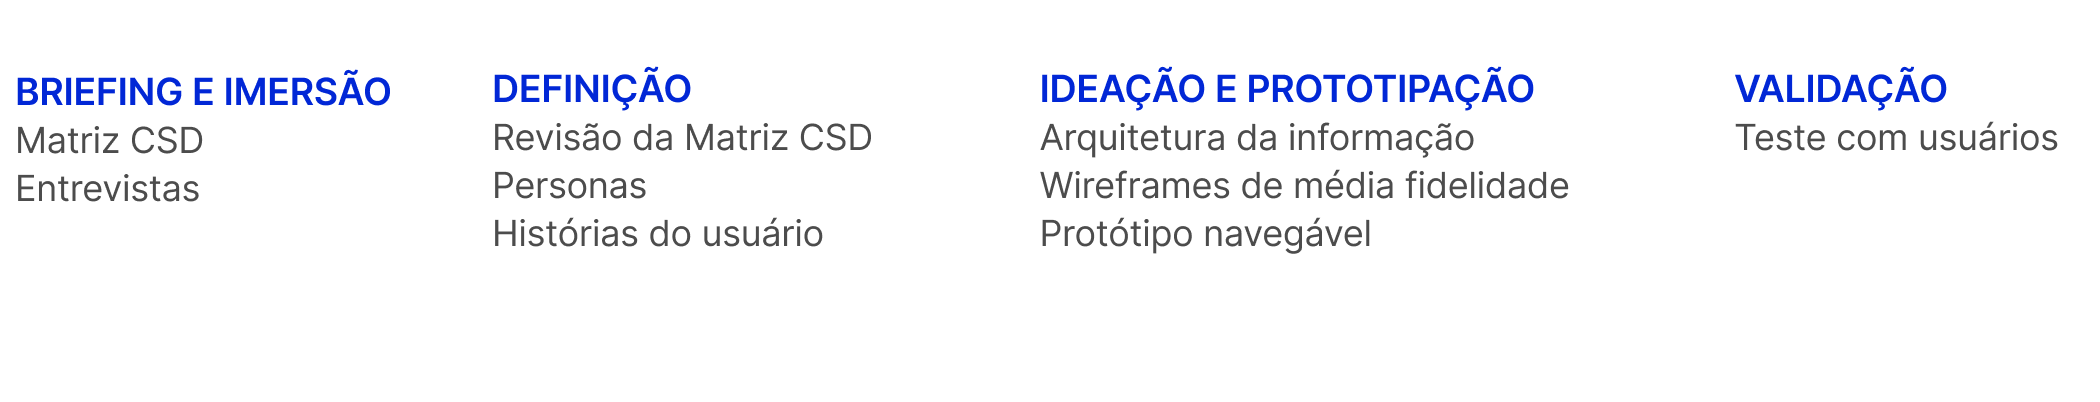 BRIEFING E IMERSÃO
Matriz CSD
Entrevistas
DEFINIÇÃO
Revisão da Matriz CSD
Personas
Histórias do usuário
IDEAÇÃO E PROTOTIPAÇÃO
Arquitetura da informação
Wireframes de média fidelidade
Protótipo navegável
VALIDAÇÃO
Teste com usuários